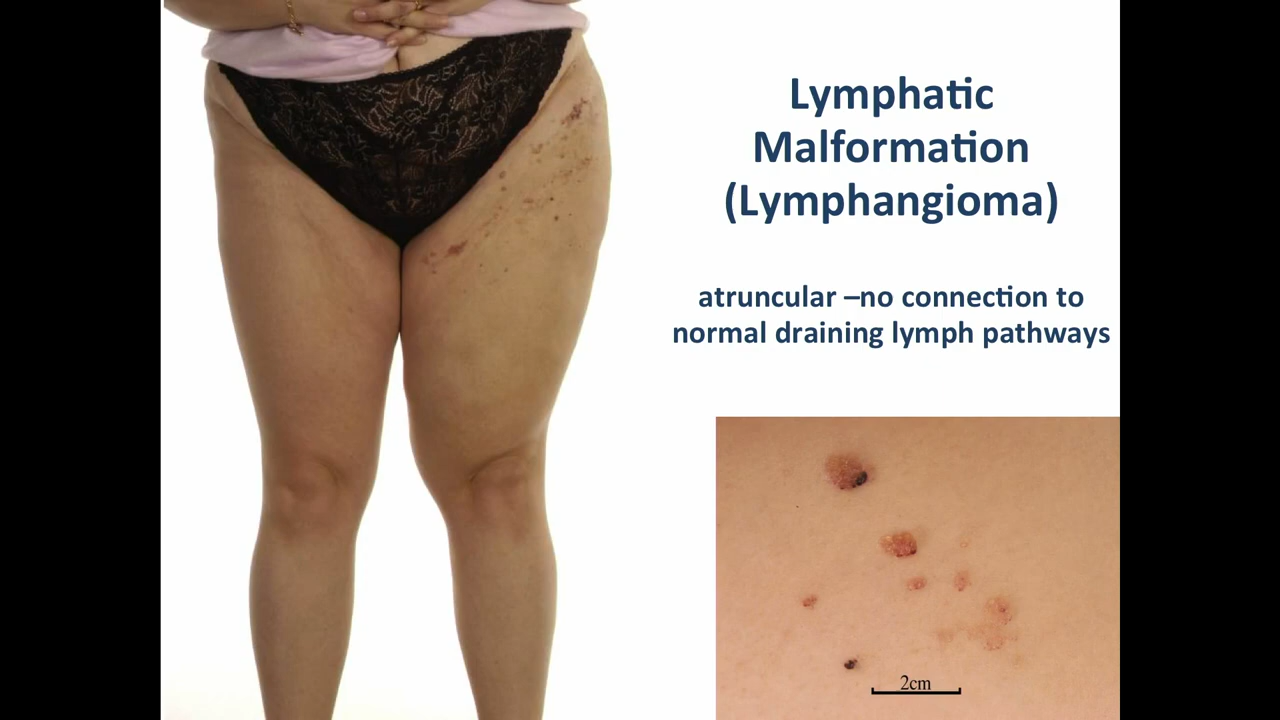 Lymphatic
Malformation
(Lymphangioma)
atruncular –no connection to
normal draining lymph pathways
2cm